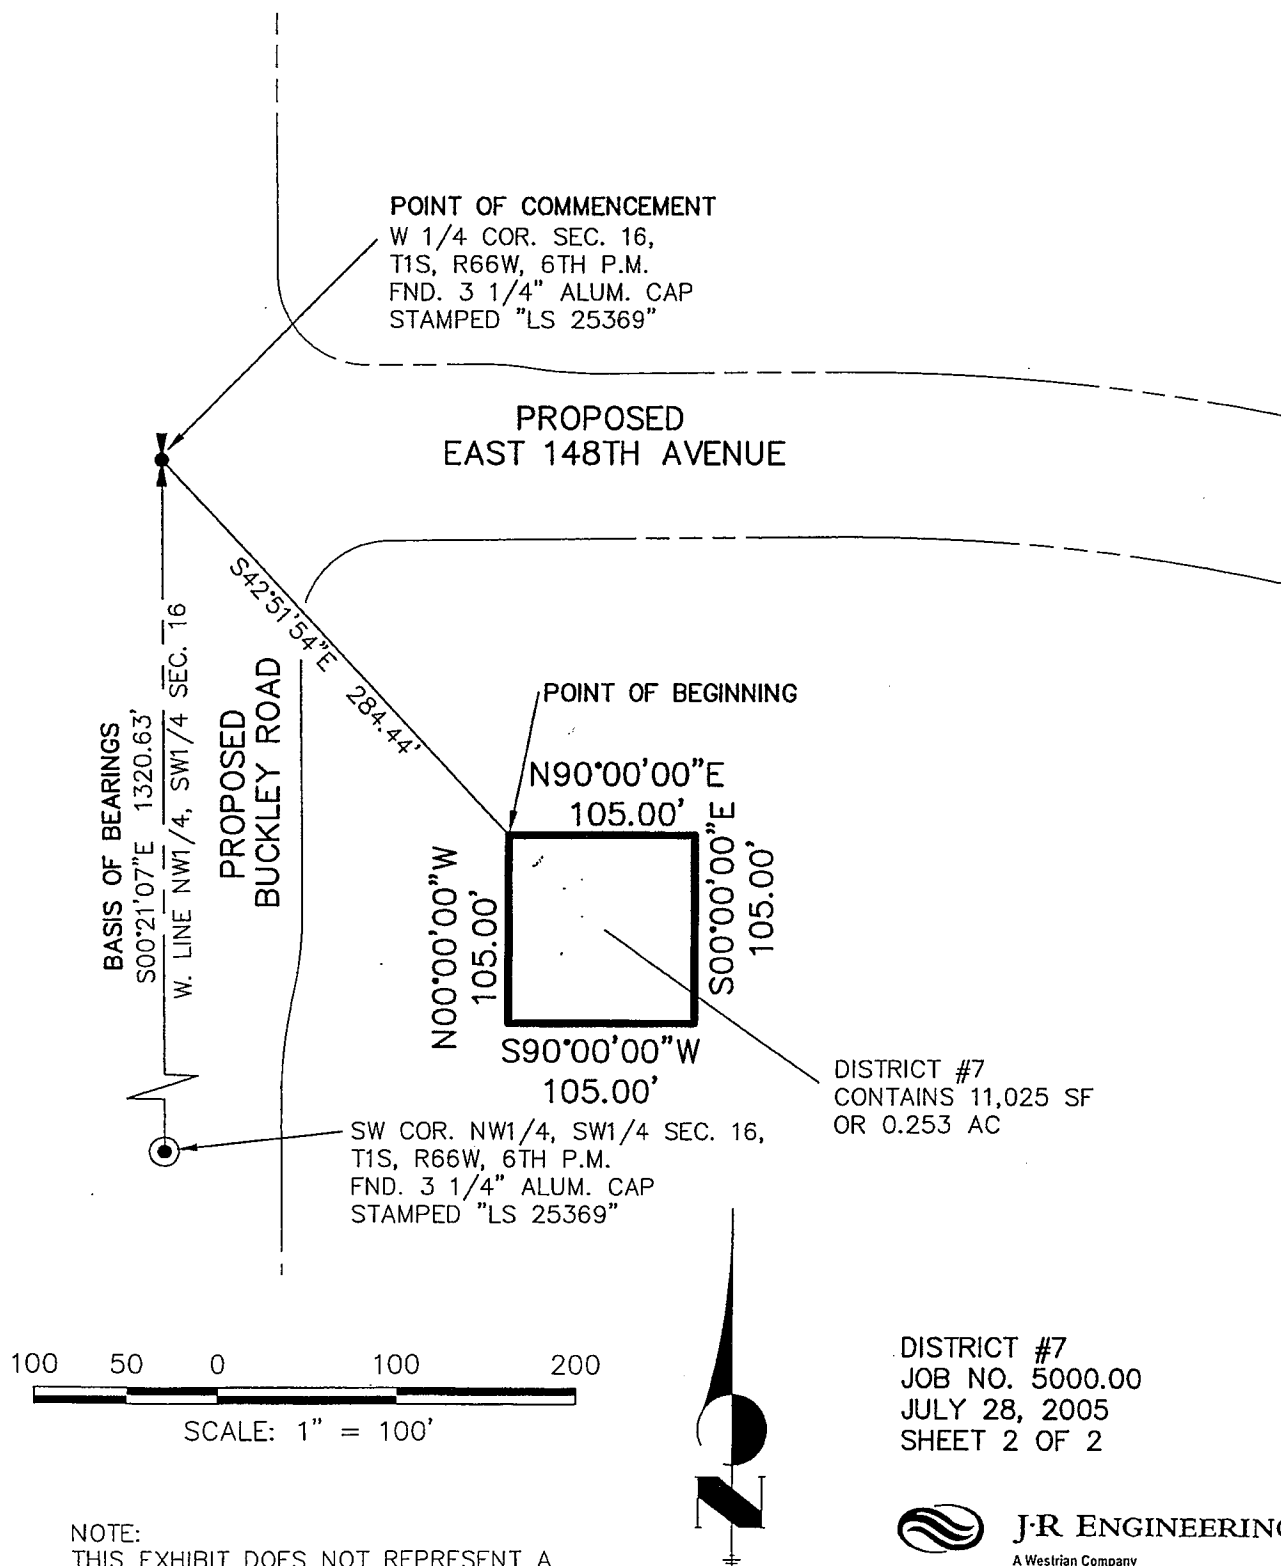 POINT OF COMMENCEMENT
W 1/4 COR. SEC. 16,
T1S, R66W, 6TH P.M.
FND. 3 1/4" ALUM. CAP
STAMPED "LS 25369"
PROPOSED
EAST 148TH AVENUE
S42°51'54"E 284.44'
BASIS OF BEARINGS
S00°21'07"E 1320.63'
W. LINE NW1/4, SW1/4 SEC. 16
PROPOSED
BUCKLEY ROAD
POINT OF BEGINNING
N90°00'00"E
105.00'
N00°00'00"W
105.00'
S00°00'00"E
105.00'
S90°00'00"W
105.00'
DISTRICT #7
CONTAINS 11,025 SF
OR 0.253 AC
SW COR. NW1/4, SW1/4 SEC. 16,
T1S, R66W, 6TH P.M.
FND. 3 1/4" ALUM. CAP
STAMPED "LS 25369"
100 50 0 100 200
SCALE: 1" = 100'
N
DISTRICT #7
JOB NO. 5000.00
JULY 28, 2005
SHEET 2 OF 2
J·R ENGINEERING
A Westrian Company
NOTE:
THIS EXHIBIT DOES NOT REPRESENT A